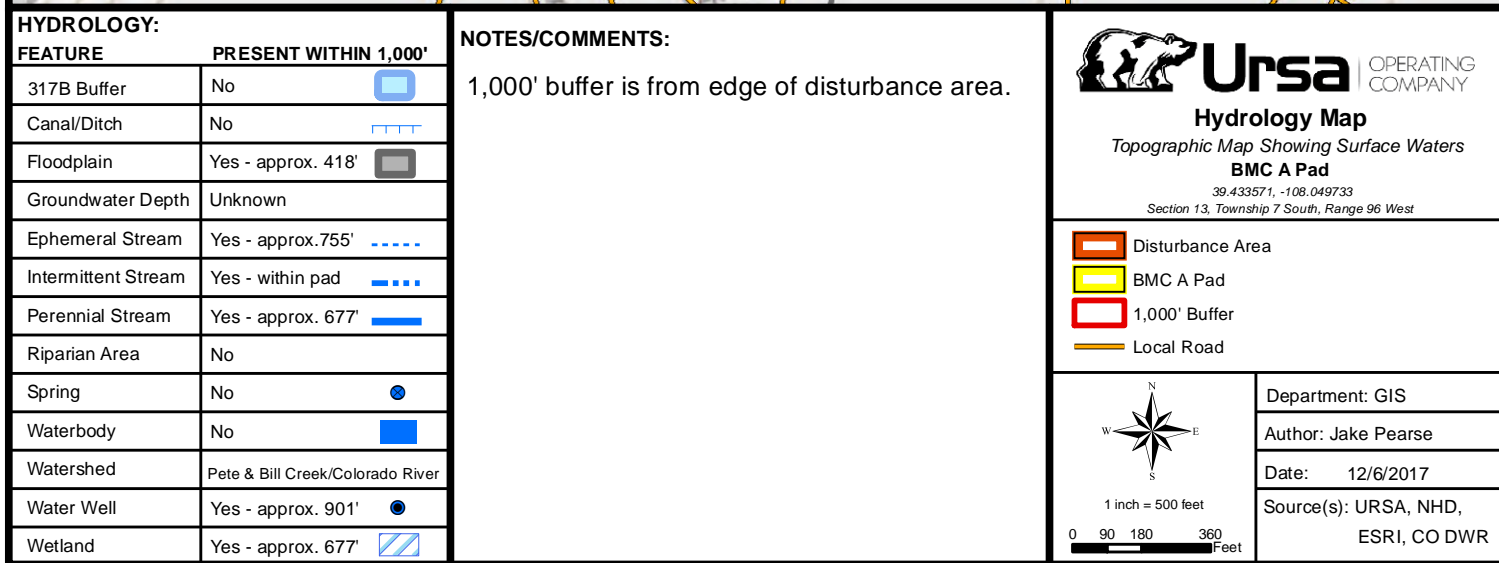 HYDROLOGY:
FEATURE PRESENT WITHIN 1,000'
317B Buffer No
Canal/Ditch No
Floodplain Yes - approx. 418'
Groundwater Depth Unknown
Ephemeral Stream Yes - approx.755'
Intermittent Stream Yes - within pad
Perennial Stream Yes - approx. 677'
Riparian Area No
Spring No
Waterbody No
Watershed Pete & Bill Creek/Colorado River
Water Well Yes - approx. 901'
Wetland Yes - approx. 677'
NOTES/COMMENTS:
1,000' buffer is from edge of disturbance area.
Ursa OPERATING
COMPANY
Hydrology Map
Topographic Map Showing Surface Waters
BMC A Pad
39.433571, -108.049733
Section 13, Township 7 South, Range 96 West
Disturbance Area
BMC A Pad
1,000' Buffer
Local Road
N
W E
S
1 inch = 500 feet
0 90 180 360
Feet
Department: GIS
Author: Jake Pearse
Date: 12/6/2017
Source(s): URSA, NHD,
ESRI, CO DWR